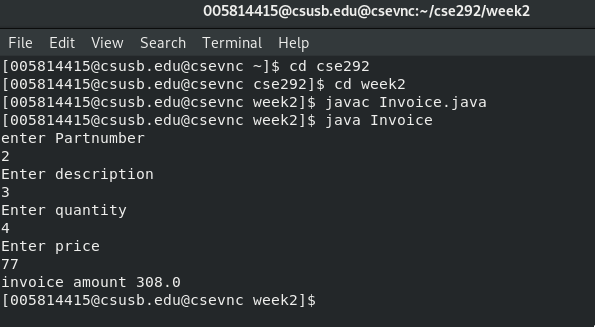 005814415@csusb.edu@csevnc:~/cse292/week2
File Edit View Search Terminal Help
[005814415@csusb.edu@csevnc ~]$ cd cse292
[005814415@csusb.edu@csevnc cse292]$ cd week2
[005814415@csusb.edu@csevnc week2]$ javac Invoice.java
[005814415@csusb.edu@csevnc week2]$ java Invoice
enter Partnumber
2
Enter description
3
Enter quantity
4
Enter price
77
invoice amount 308.0
[005814415@csusb.edu@csevnc week2]$